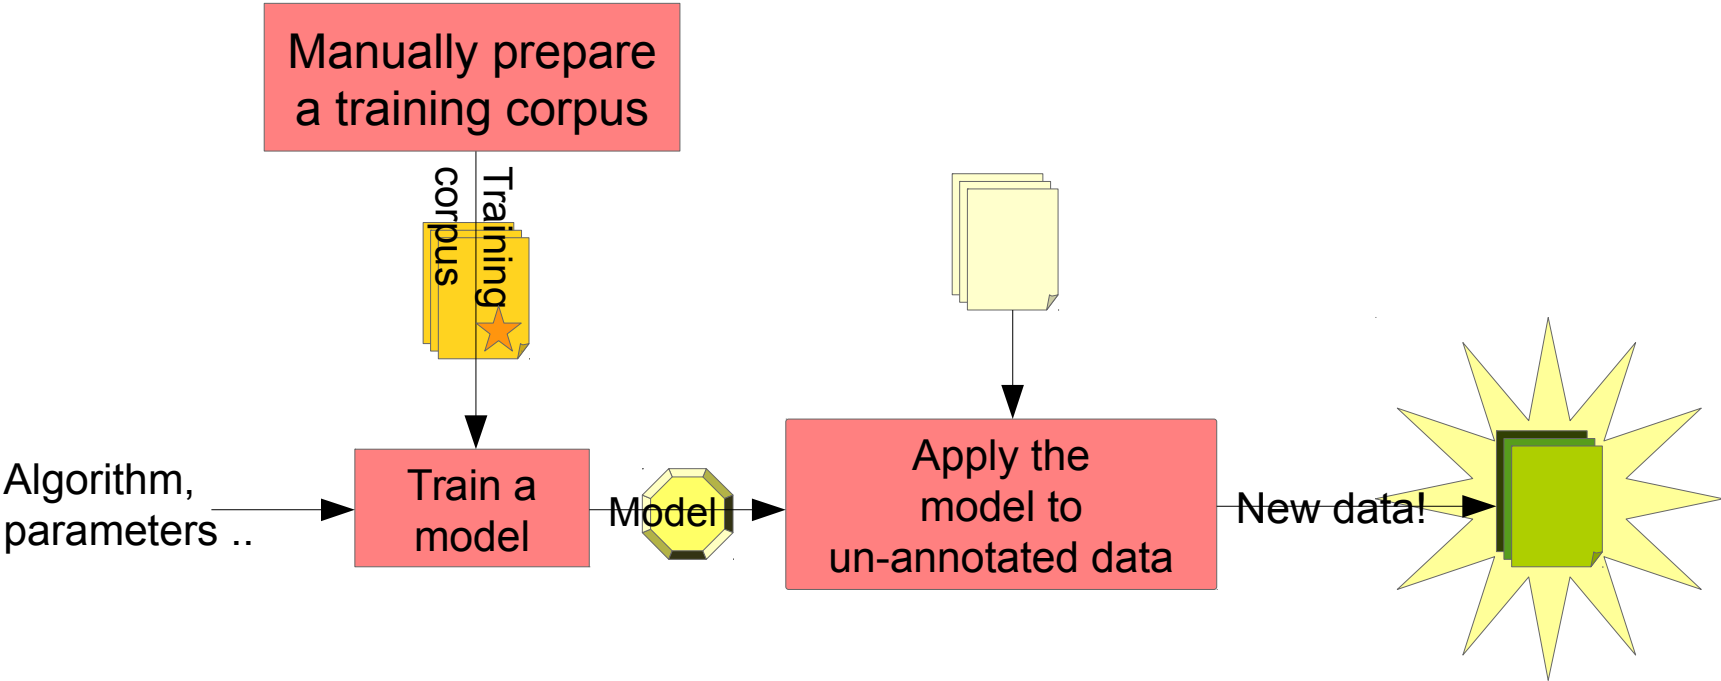 Manually prepare
a training corpus
Training
corpus
Algorithm,
parameters ..
Train a
model
Model
Apply the
model to
un-annotated data
New data!